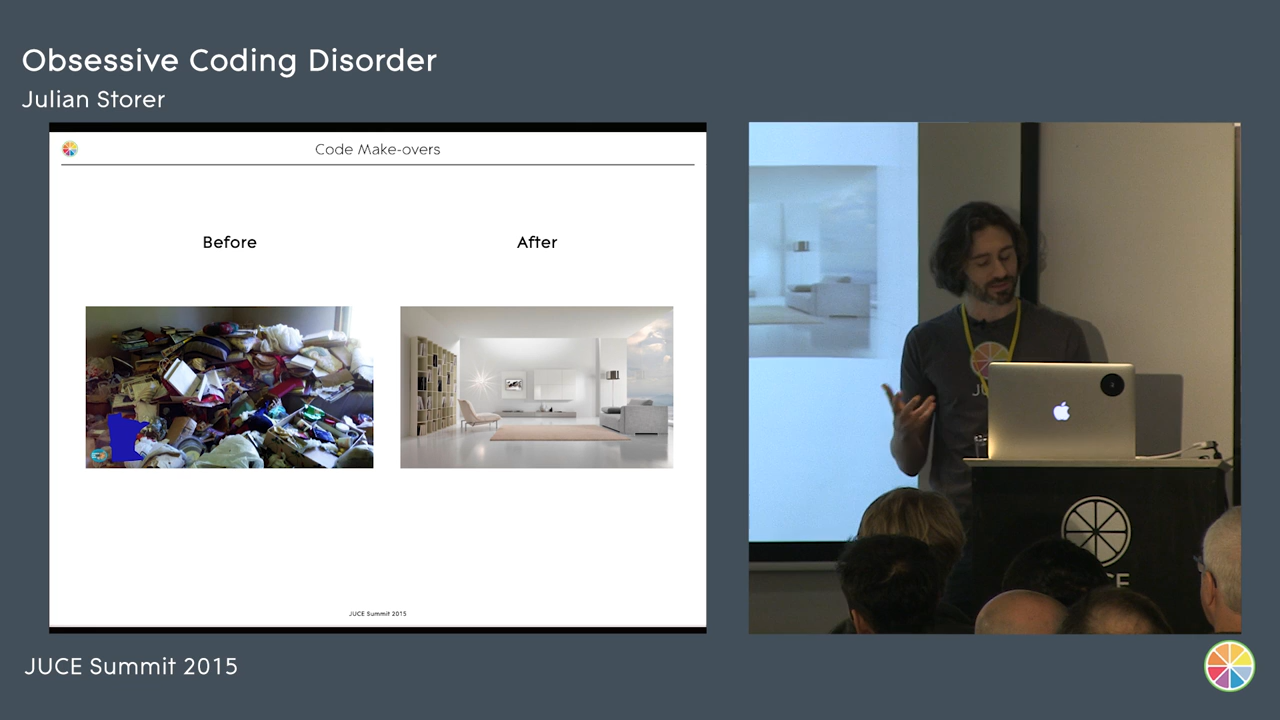 Obsessive Coding Disorder
Julian Storer
Code Make-overs
Before
After
JUCE Summit 2015
JUCE Summit 2015